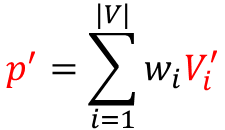 p′ = ∑_{i=1}^{|V|} w_i V_i′